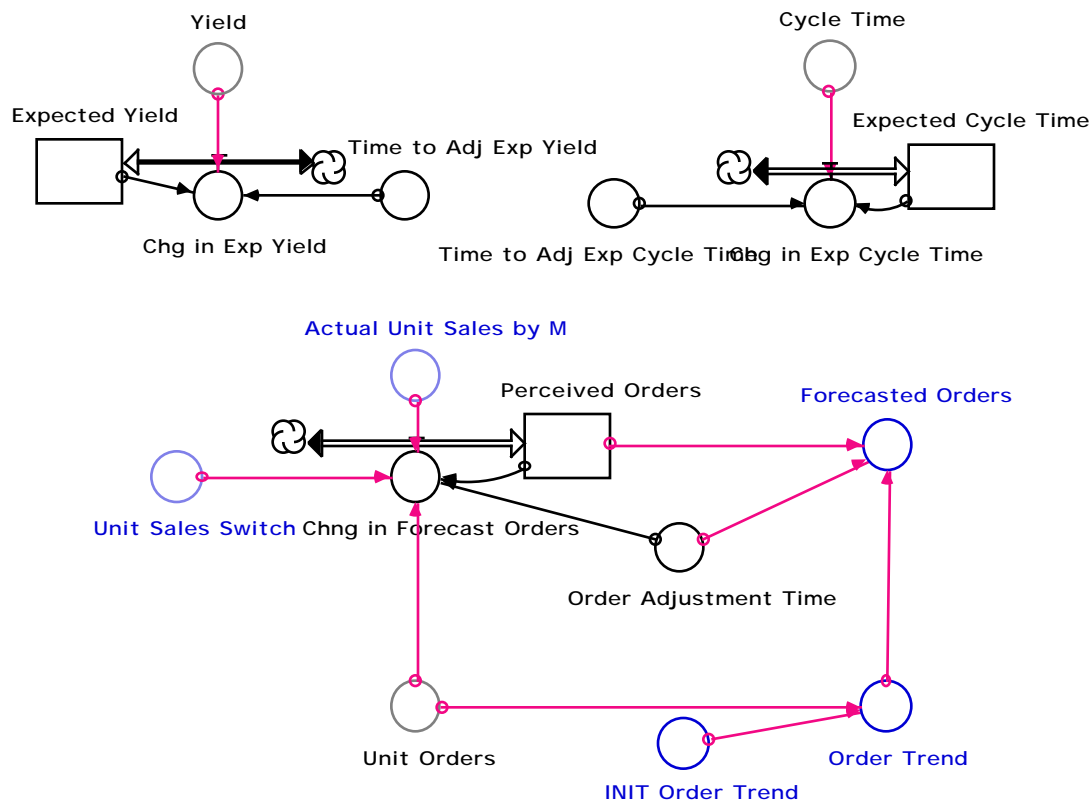 Yield
Cycle Time
Expected Yield
Expected Cycle Time
Time to Adj Exp Yield
Chg in Exp Yield
Time to Adj Exp Cycle Time
Chg in Exp Cycle Time
Actual Unit Sales by M
Perceived Orders
Forecasted Orders
Unit Sales Switch
Chng in Forecast Orders
Order Adjustment Time
Unit Orders
Order Trend
INIT Order Trend